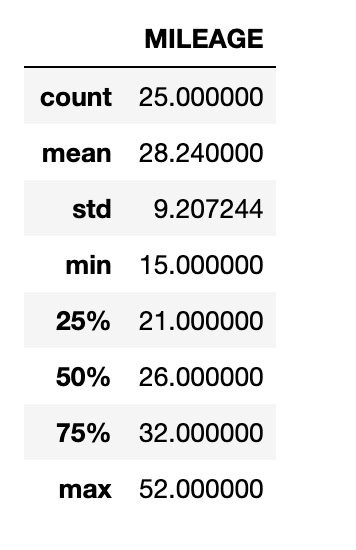 MILEAGE
count 25.000000
mean 28.240000
std 9.207244
min 15.000000
25% 21.000000
50% 26.000000
75% 32.000000
max 52.000000